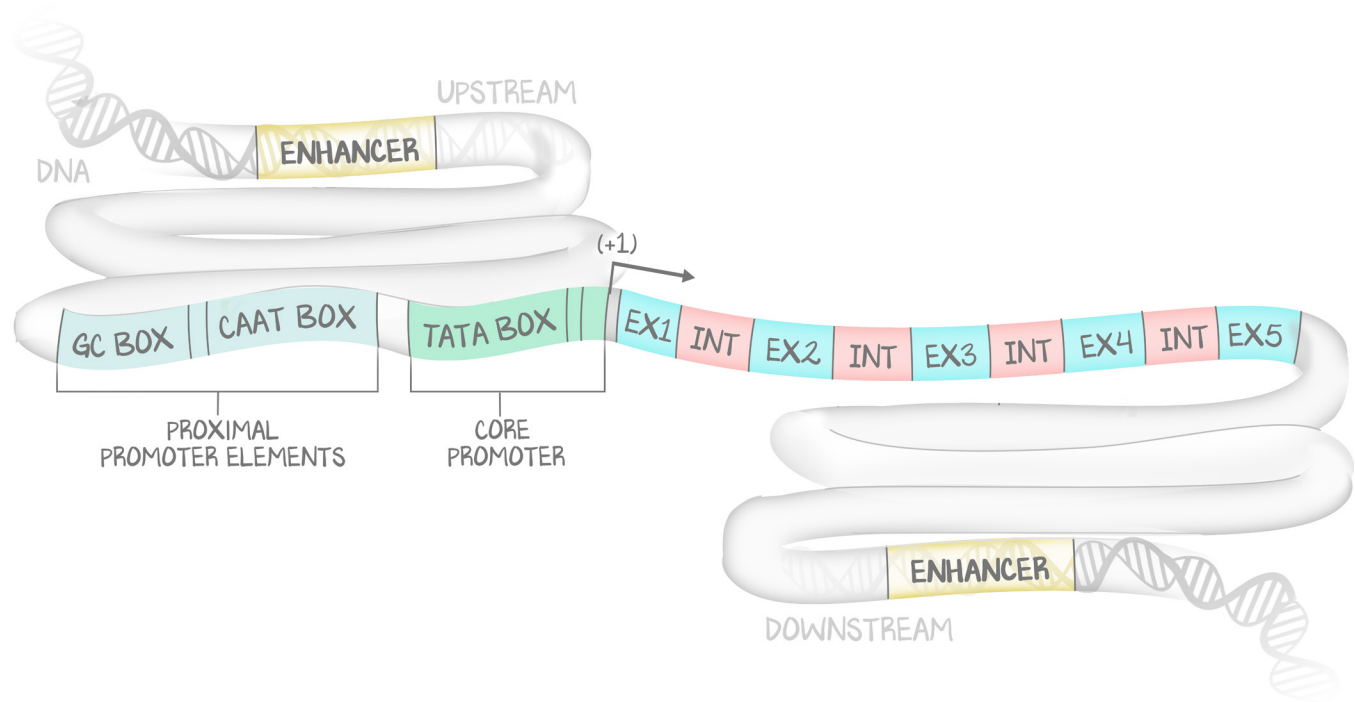 UPSTREAM
ENHANCER
DNA
(+1)
GC BOX
CAAT BOX
TATA BOX
EX1
INT
EX2
INT
EX3
INT
EX4
INT
EX5
PROXIMAL
PROMOTER ELEMENTS
CORE
PROMOTER
ENHANCER
DOWNSTREAM